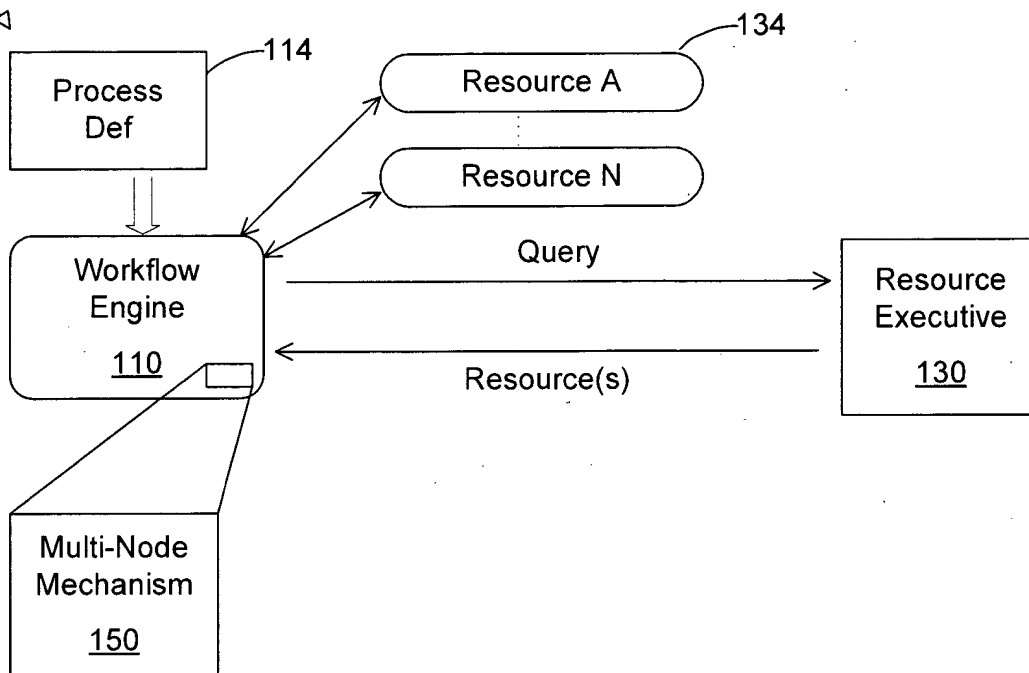 134
114
Process
Def
Resource A
Resource N
Workflow
Engine
110
Query
Resource(s)
Resource
Executive
130
Multi-Node
Mechanism
150